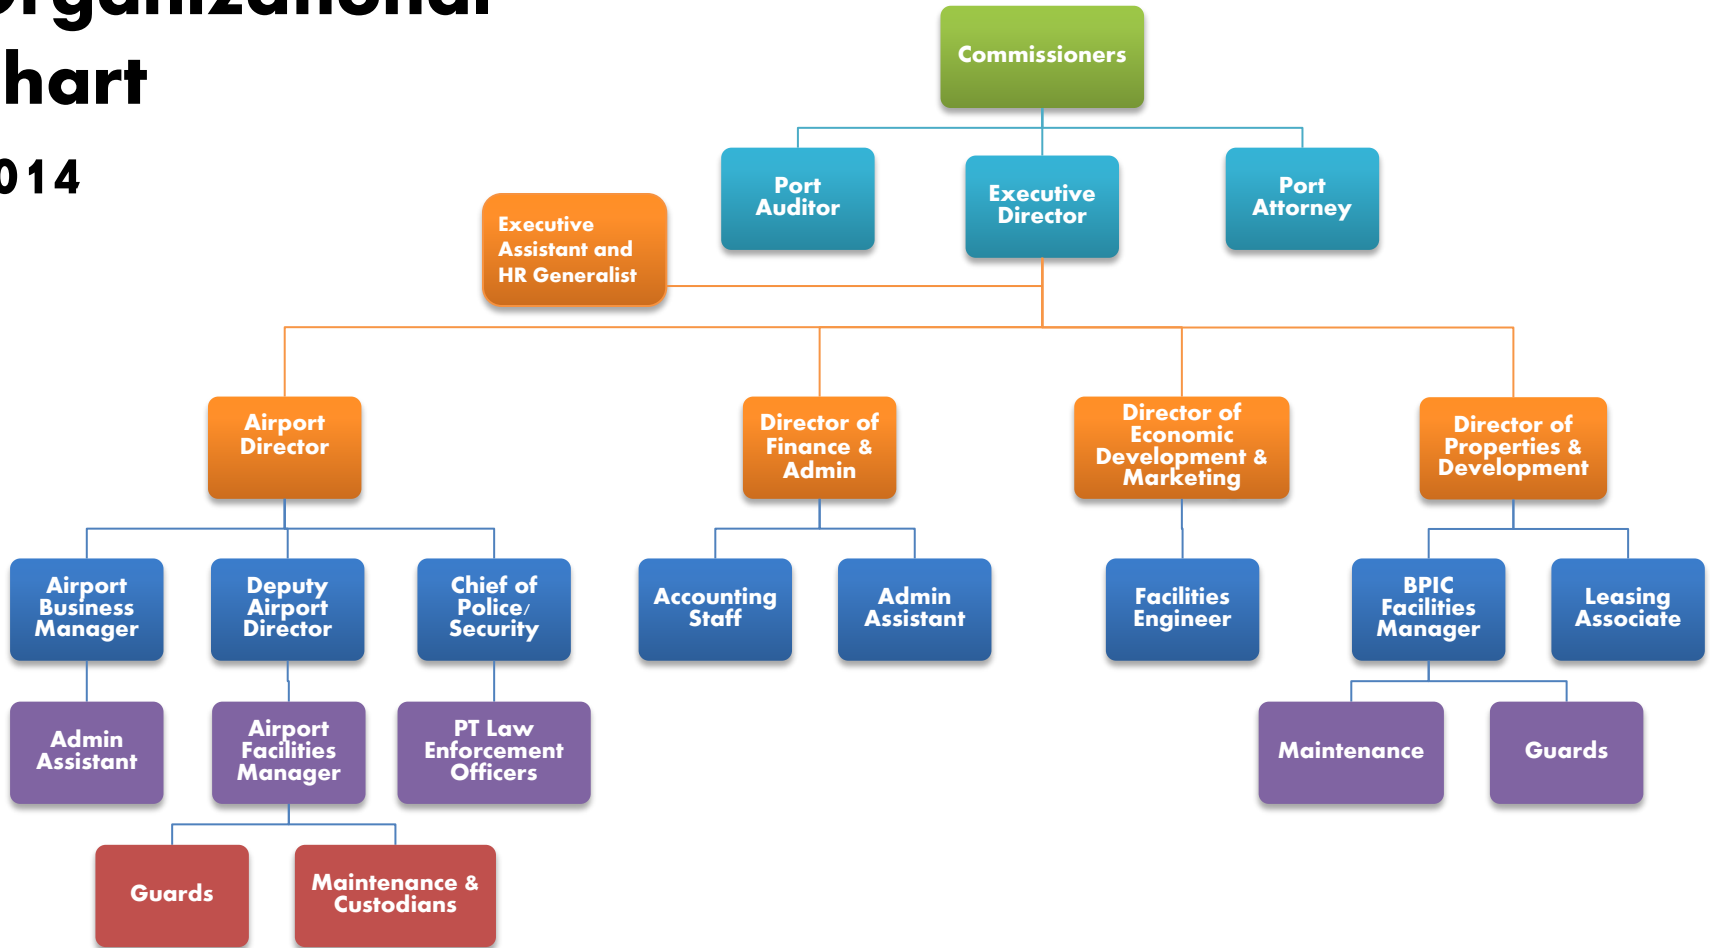 Organizational
hart
014
Commissioners
Port
Auditor
Executive
Director
Port
Attorney
Executive
Assistant and
HR Generalist
Airport
Director
Director of
Finance &
Admin
Director of
Economic
Development &
Marketing
Director of
Properties &
Development
Airport
Business
Manager
Deputy
Airport
Director
Chief of
Police/
Security
Accounting
Staff
Admin
Assistant
Facilities
Engineer
BPIC
Facilities
Manager
Leasing
Associate
Admin
Assistant
Airport
Facilities
Manager
PT Law
Enforcement
Officers
Maintenance
Guards
Guards
Maintenance &
Custodians